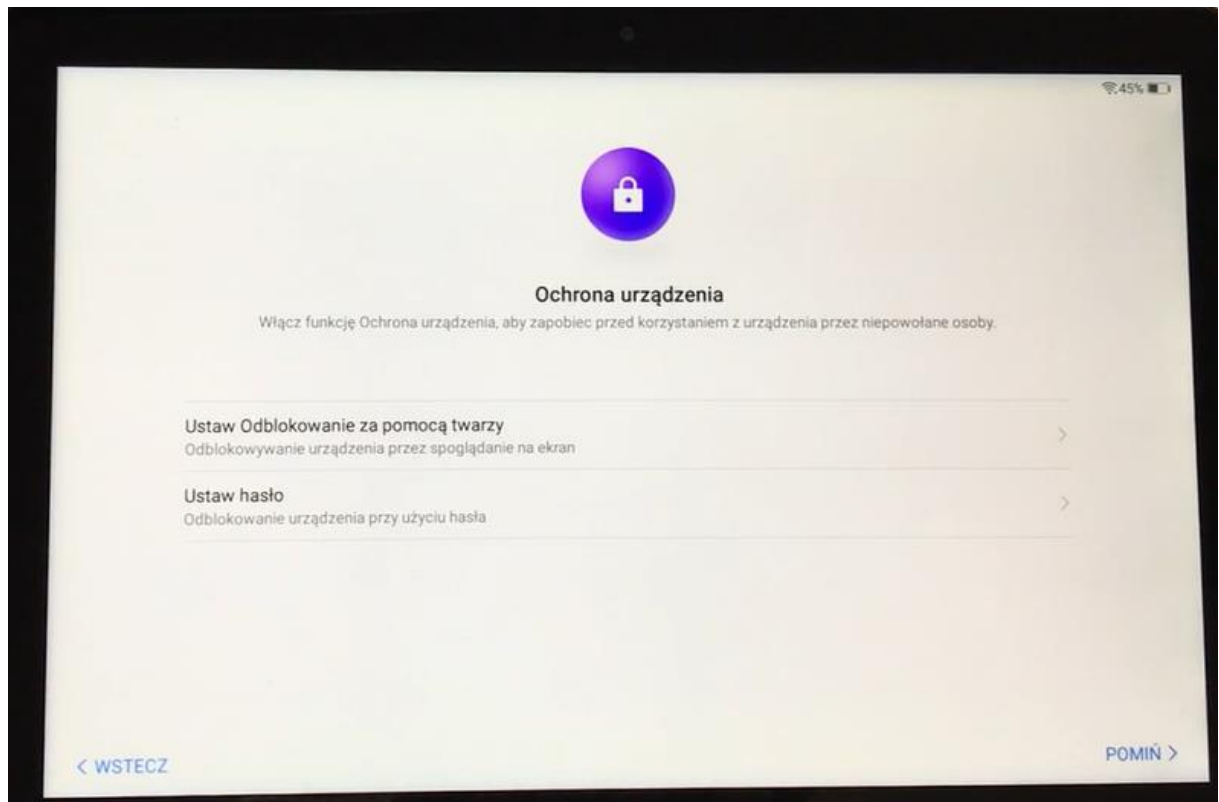 45%
Ochrona urządzenia
Włącz funkcję Ochrona urządzenia, aby zapobiec przed korzystaniem z urządzenia przez niepowołane osoby.
Ustaw Odblokowanie za pomocą twarzy
Odblokowywanie urządzenia przez spoglądanie na ekran
Ustaw hasło
Odblokowanie urządzenia przy użyciu hasła
< WSTECZ
POMIŃ >